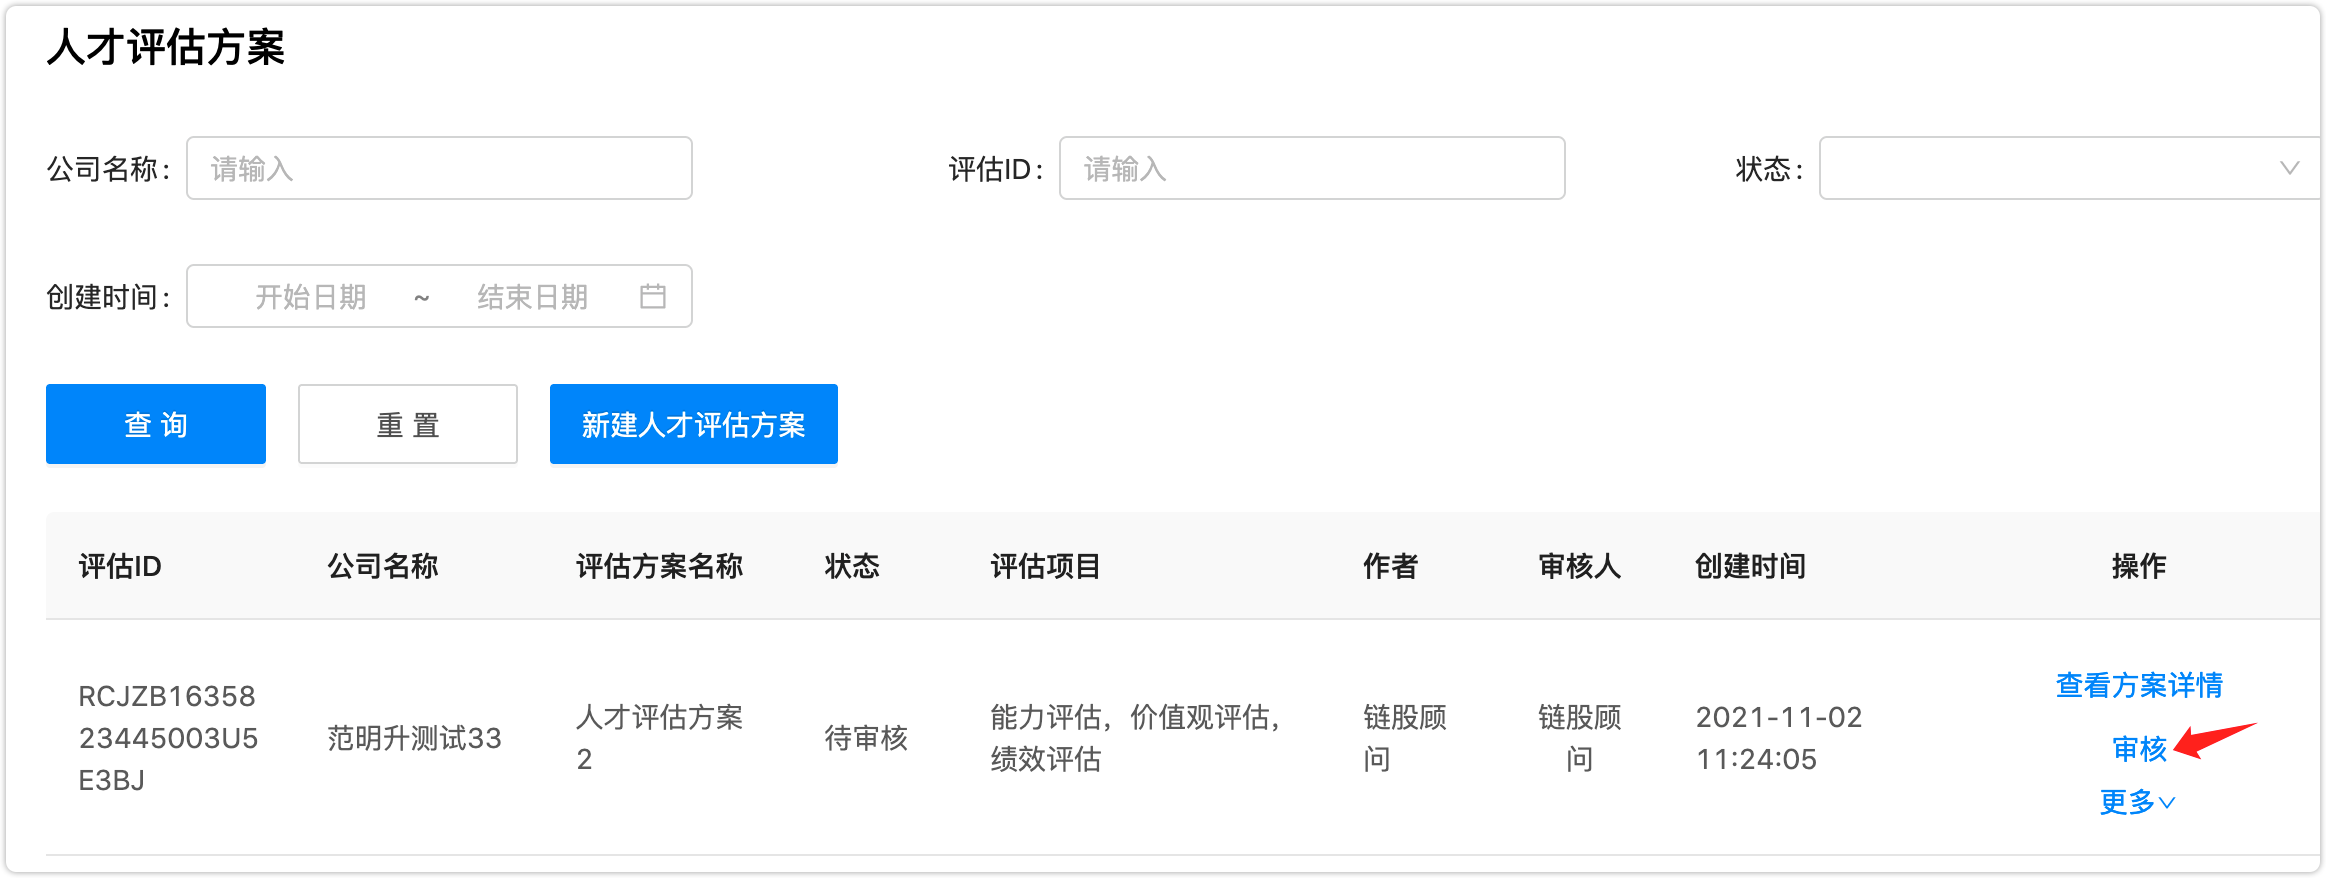 人才评估方案
公司名称: 请输入 评估ID: 请输入 状态:
创建时间: 开始日期 ~ 结束日期
查 询 重 置 新建人才评估方案
评估ID 公司名称 评估方案名称 状态 评估项目 作者 审核人 创建时间 操作
RCJZB16358
23445003U5
E3BJ
范明升测试33
人才评估方案
2
待审核
能力评估，价值观评估，
绩效评估
链股顾
问
链股顾
问
2021-11-02
11:24:05
查看方案详情
审核
更多